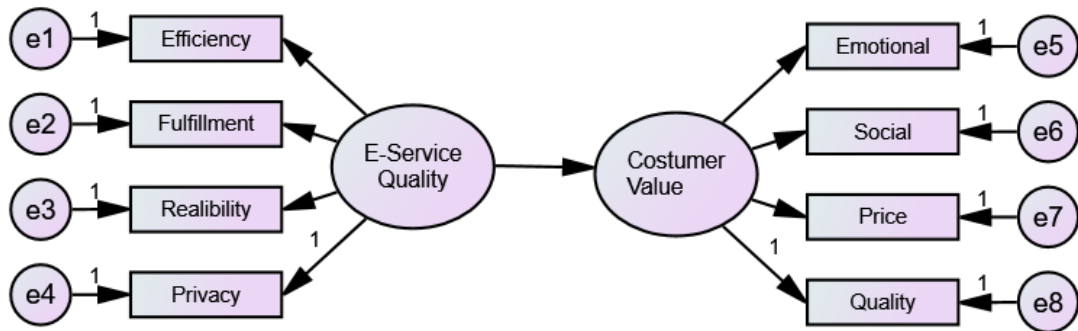 e1
1
Efficiency
e2
1
Fulfillment
e3
1
Realibility
e4
1
Privacy
E-Service
Quality
1
Costumer
Value
1
Emotional
1
e5
Social
1
e6
Price
1
e7
Quality
1
e8